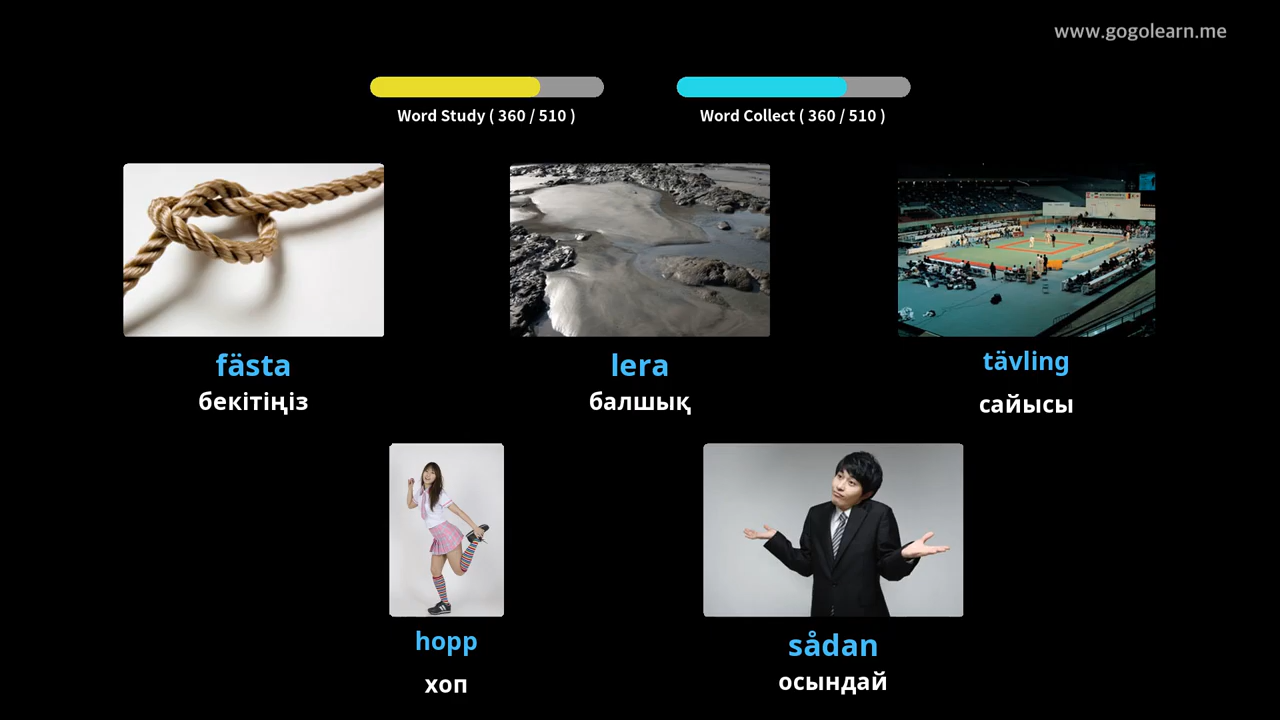 www.gogolearn.me
Word Study ( 360 / 510 )
Word Collect ( 360 / 510 )
fästa
бекітіңіз
lera
балшық
tävling
сайысы
hopp
хоп
sådan
осындай